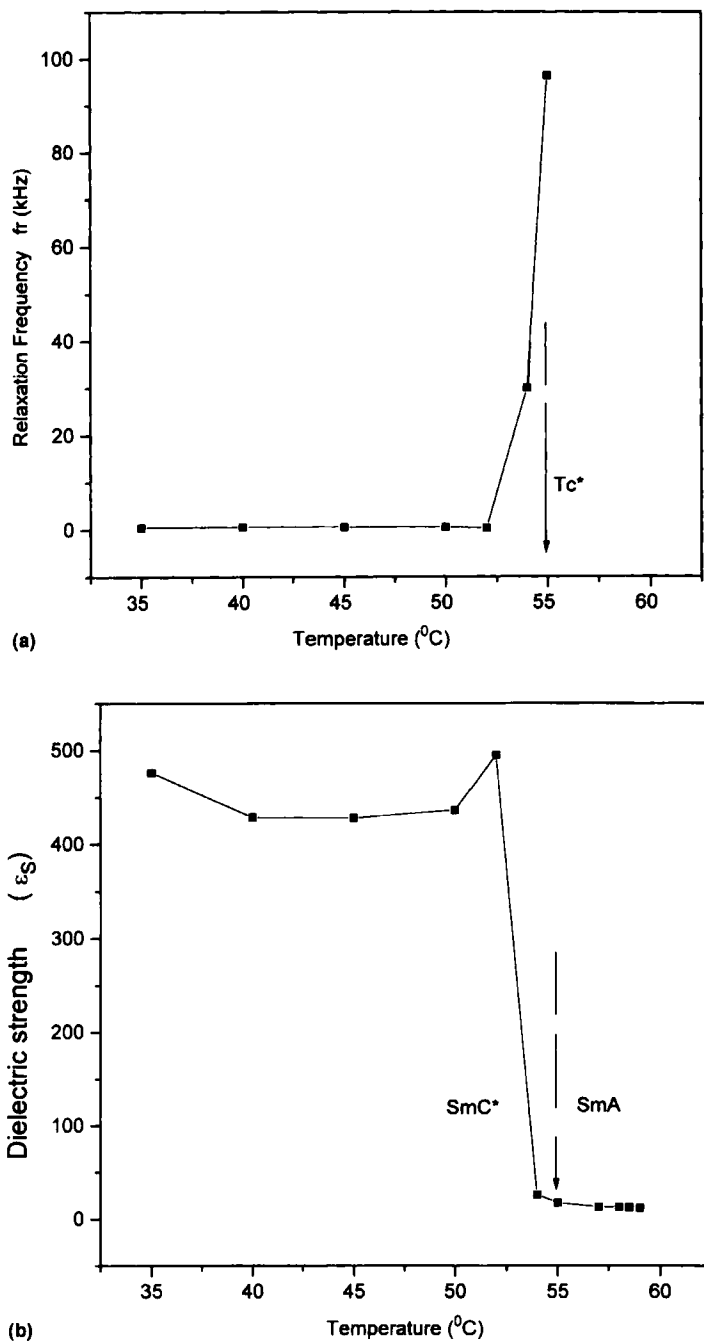 100
80
60
40
20
0
Relaxation Frequency fr (kHz)
Tc*
35 40 45 50 55 60
Temperature (⁰C)
(a)
500
400
300
200
100
0
Dielectric strength ( εS)
SmC* SmA
35 40 45 50 55 60
Temperature (⁰C)
(b)